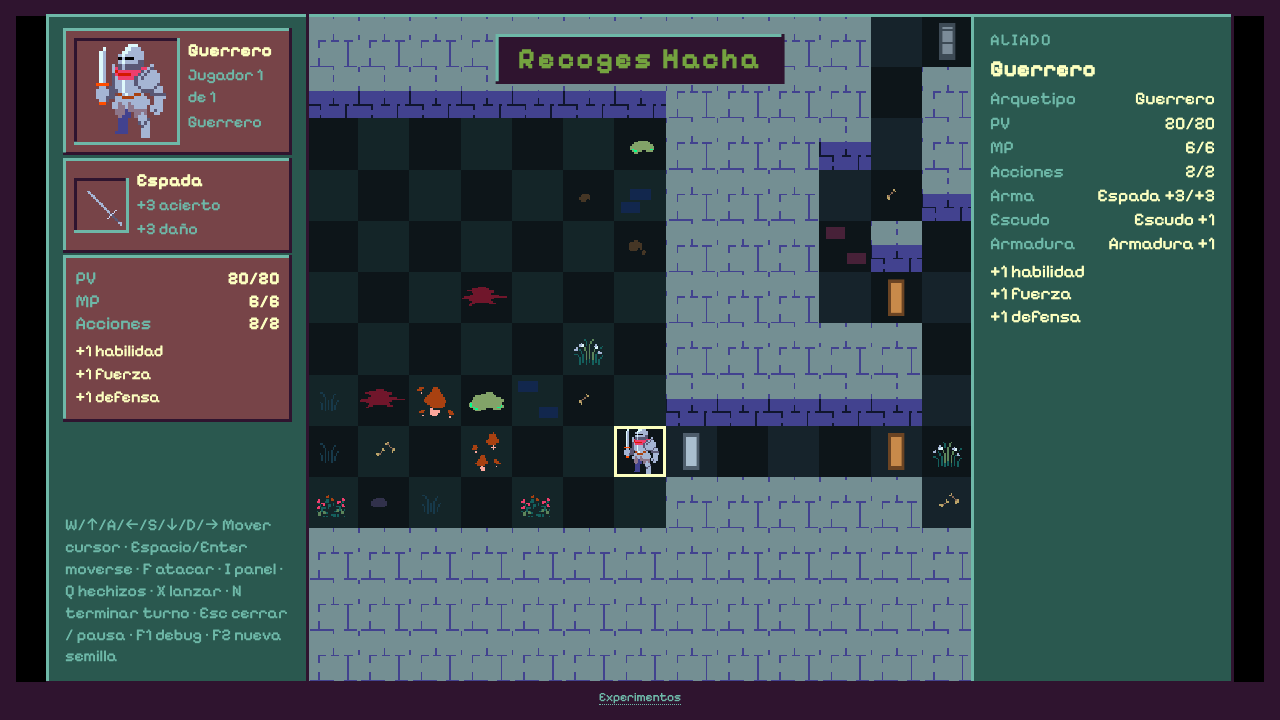 Guerrero
Jugador 1
de 1
Guerrero
Espada
+3 acierto
+3 daño
PV 20/20
MP 6/6
Acciones 2/2
+1 habilidad
+1 fuerza
+1 defensa
W/↑/A/←/S/↓/D/→ Mover
cursor · Espacio/Enter
moverse · F atacar · I panel ·
Q hechizos · X lanzar · N
terminar turno · Esc cerrar
/ pausa · F1 debug · F2 nueva
semilla
Recoges Hacha
ALIADO
Guerrero
Arquetipo Guerrero
PV 20/20
MP 6/6
Acciones 2/2
Arma Espada +3/+3
Escudo Escudo +1
Armadura Armadura +1
+1 habilidad
+1 fuerza
+1 defensa
Experimentos